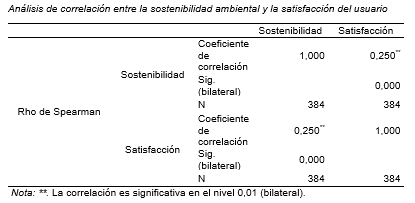 Análisis de correlación entre la sostenibilidad ambiental y la satisfacción del usuario
Sostenibilidad Satisfacción
Rho de Spearman
Sostenibilidad
Coeficiente
de
correlación
1,000 0,250**
Sig.
(bilateral)
0,000
N 384 384
Satisfacción
Coeficiente
de
correlación
0,250** 1,000
Sig.
(bilateral)
0,000
N 384 384
Nota: **. La correlación es significativa en el nivel 0,01 (bilateral).